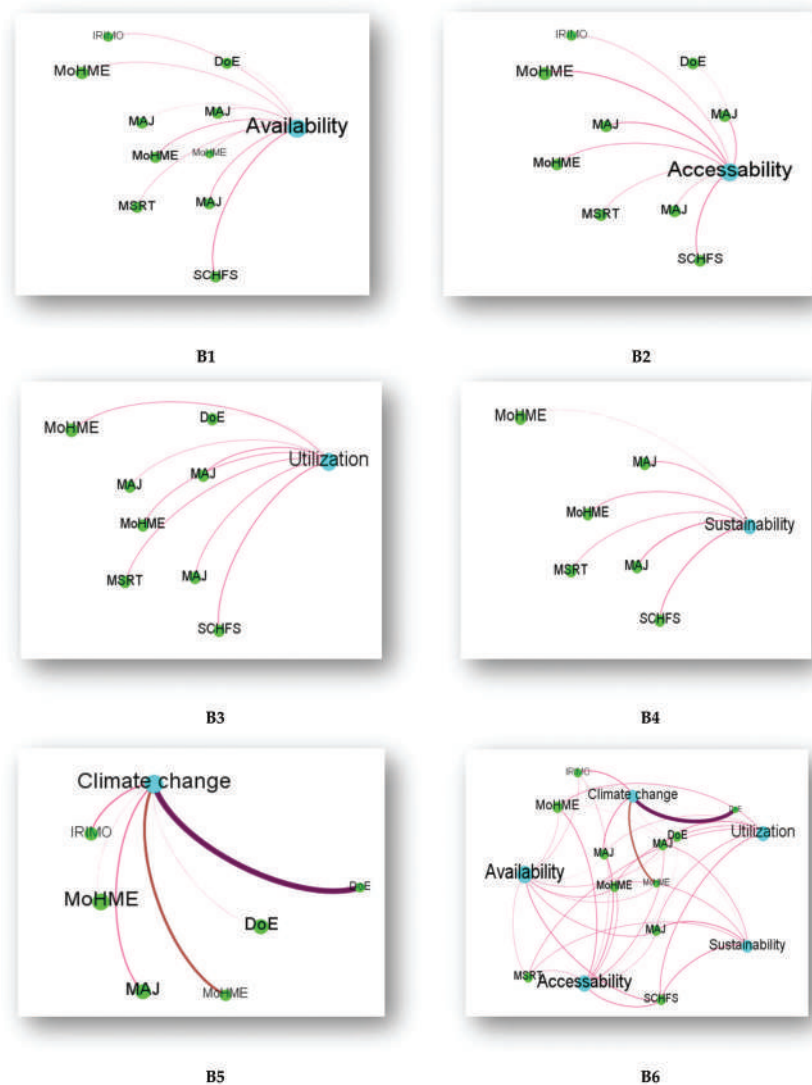 IRIMO
DoE
MoHME
MAJ
MAJ
Availability
MoHME
MoHME
MSRT
MAJ
SCHFS
B1
IRIMO
DoE
MoHME
MAJ
MAJ
MoHME
Accessability
MSRT
MAJ
SCHFS
B2
DoE
MoHME
Utilization
MAJ
MAJ
MoHME
MSRT
MAJ
SCHFS
B3
MoHME
MAJ
MoHME
Sustainability
MSRT
MAJ
SCHFS
B4
Climate change
IRIMO
DoE
MoHME
DoE
MAJ
MoHME
B5
IRIMO
Climate change
MoHME
DoE
DoE
Utilization
MAJ
MAJ
Availability
MoHME
MoHME
MAJ
Sustainability
MSRT
Accessability
SCHFS
B6